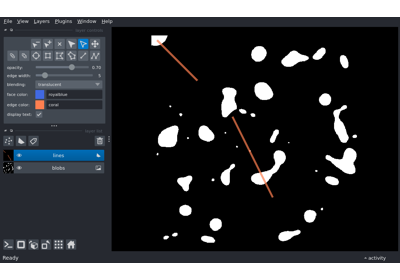 File View Layers Plugins Window Help
opacity: 0.70
edge width: 5
blending: translucent
face color: royalblue
edge color: coral
display text:
lines
blobs
Ready
activity